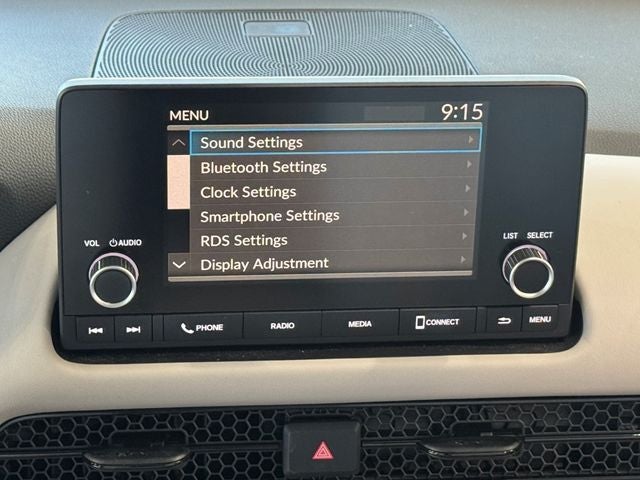 MENU 9:15
Sound Settings
Bluetooth Settings
Clock Settings
Smartphone Settings
RDS Settings
Display Adjustment
VOL AUDIO
LIST SELECT
PHONE RADIO MEDIA CONNECT MENU